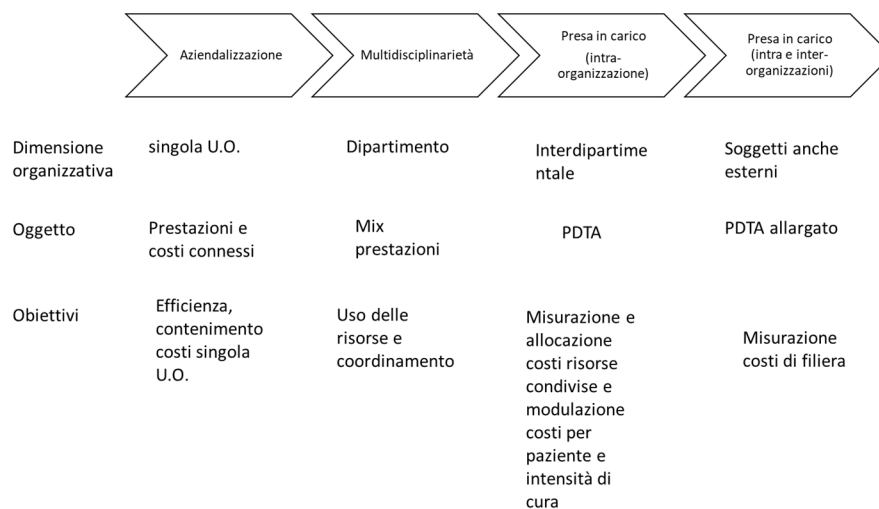 Aziendalizzazione
Multidisciplinarietà
Presa in carico
(intra-
organizzazione)
Presa in carico
(intra e inter-
organizzazioni)
Dimensione
organizzativa
singola U.O.
Dipartimento
Interdipartime
ntale
Soggetti anche
esterni
Oggetto
Prestazioni e
costi connessi
Mix
prestazioni
PDTA
PDTA allargato
Obiettivi
Efficienza,
contenimento
costi singola
U.O.
Uso delle
risorse e
coordinamento
Misurazione e
allocazione
costi risorse
condivise e
modulazione
costi per
paziente e
intensità di
cura
Misurazione
costi di filiera